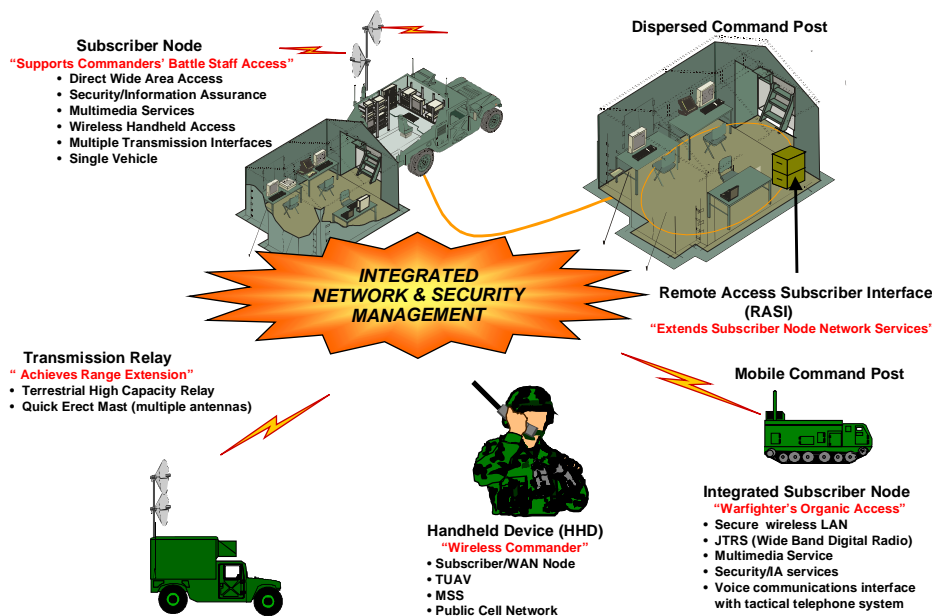 Subscriber Node
“Supports Commanders’ Battle Staff Access”
• Direct Wide Area Access
• Security/Information Assurance
• Multimedia Services
• Wireless Handheld Access
• Multiple Transmission Interfaces
• Single Vehicle
Dispersed Command Post
INTEGRATED
NETWORK & SECURITY
MANAGEMENT
Remote Access Subscriber Interface
(RASI)
“Extends Subscriber Node Network Services’
Transmission Relay
“ Achieves Range Extension”
• Terrestrial High Capacity Relay
• Quick Erect Mast (multiple antennas)
Mobile Command Post
Handheld Device (HHD)
“Wireless Commander”
• Subscriber/WAN Node
• TUAV
• MSS
• Public Cell Network
Integrated Subscriber Node
“Warfighter’s Organic Access”
• Secure wireless LAN
• JTRS (Wide Band Digital Radio)
• Multimedia Service
• Security/IA services
• Voice communications interface
with tactical telephone system